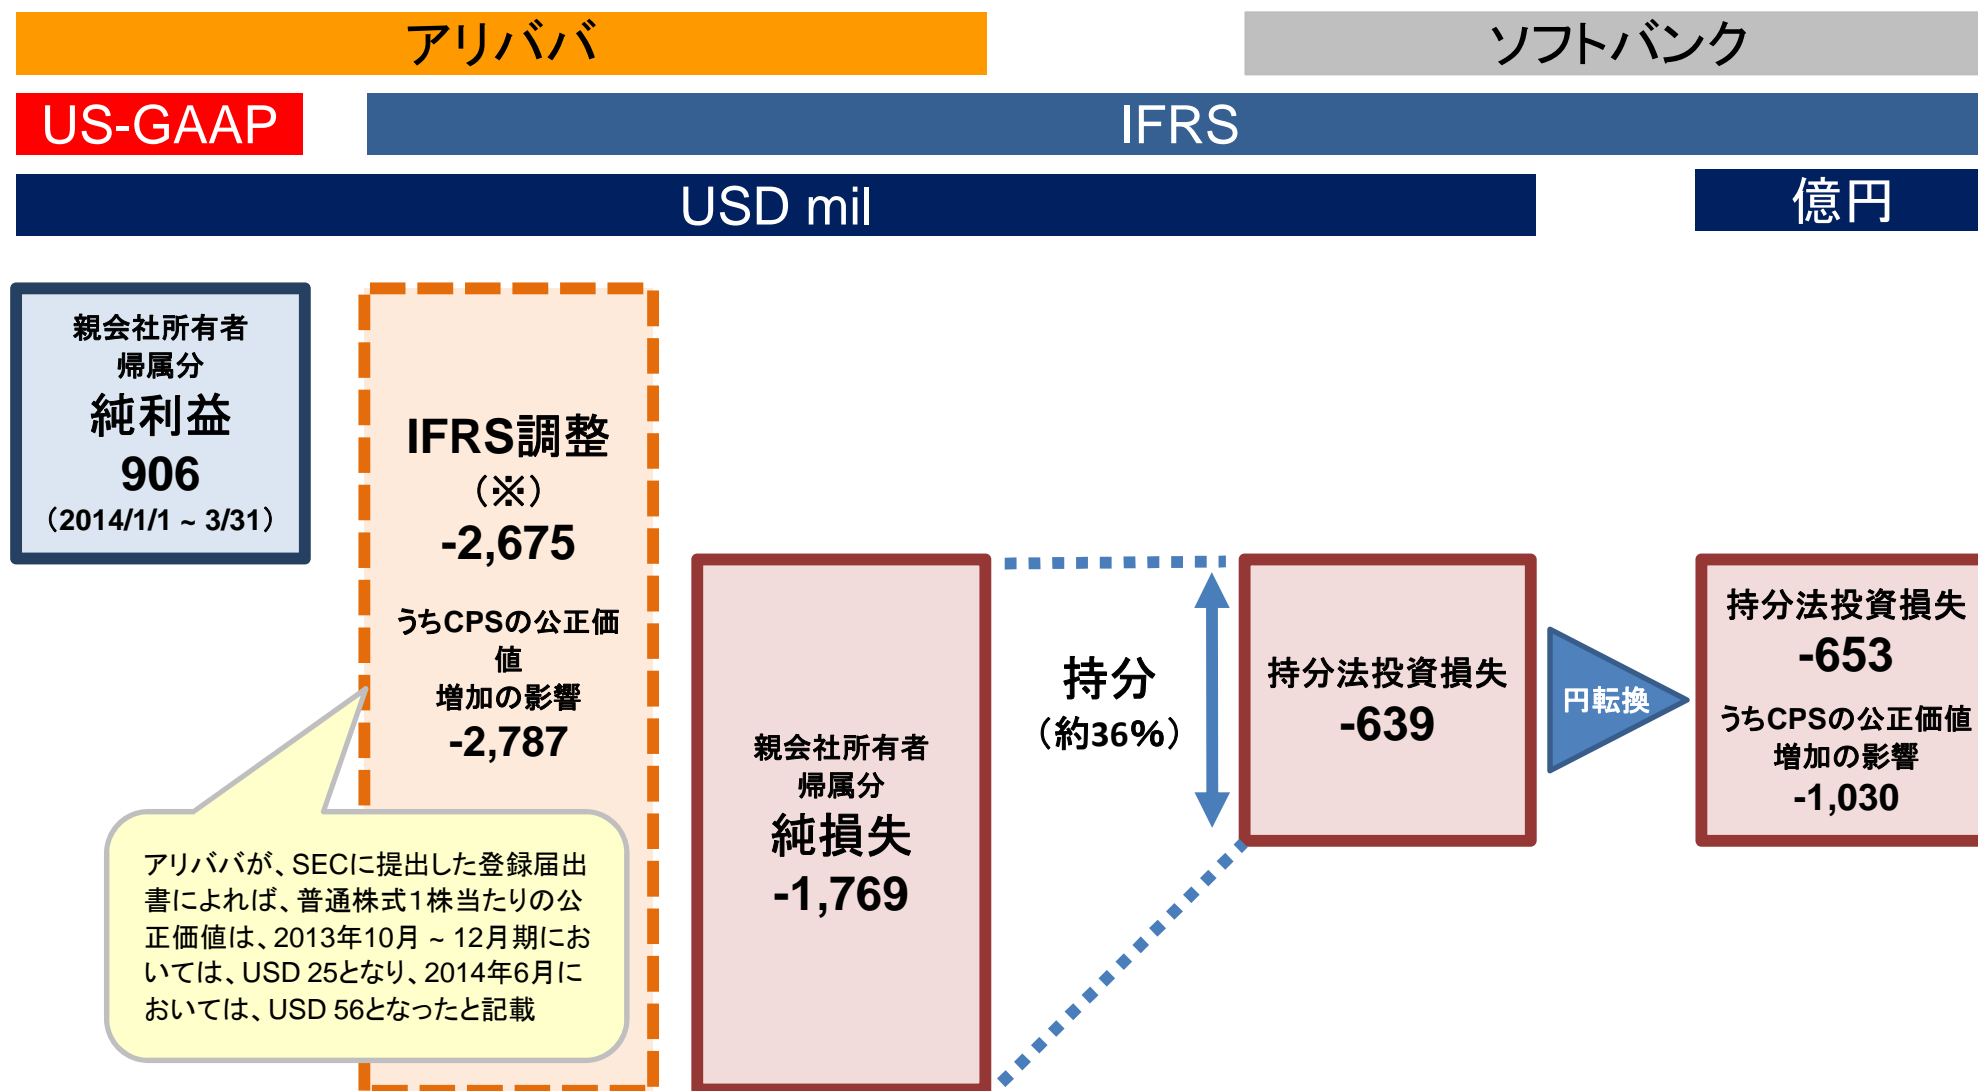 アリババ
ソフトバンク
US-GAAP
IFRS
USD mil
億円
親会社所有者
帰属分
純利益
906
（2014/1/1 ~ 3/31）
IFRS調整
（※）
-2,675
うちCPSの公正価
値
増加の影響
-2,787
アリババが、SECに提出した登録届出
書によれば、普通株式１株当たりの公
正価値は、2013年10月 ~ 12月期にお
いては、USD 25となり、2014年6月に
おいては、USD 56となったと記載
親会社所有者
帰属分
純損失
-1,769
持分
（約36%）
持分法投資損失
-639
円転換
持分法投資損失
-653
うちCPSの公正価値
増加の影響
-1,030